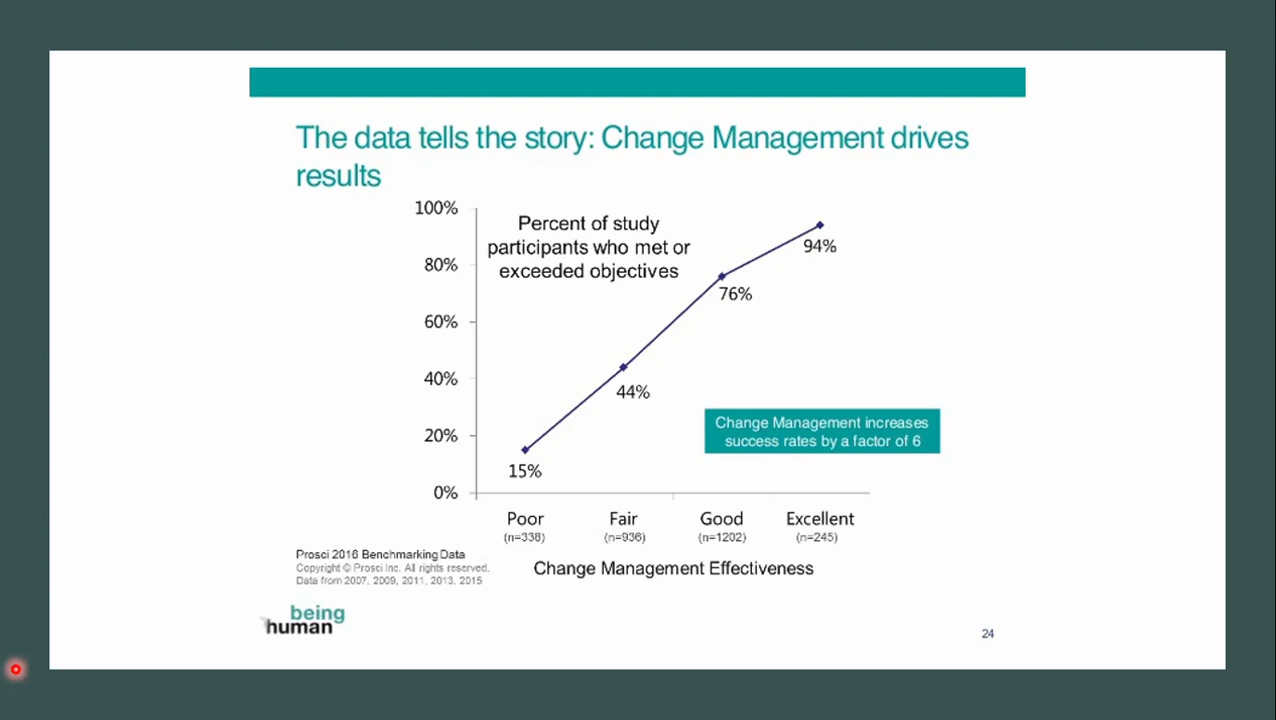 The data tells the story: Change Management drives
results
100%
80%
60%
40%
20%
0%
Percent of study
participants who met or
exceeded objectives
94%
76%
44%
15%
Change Management increases
success rates by a factor of 6
Poor Fair Good Excellent
(n=338) (n=936) (n=1202) (n=245)
Change Management Effectiveness
Prosci 2016 Benchmarking Data
Copyright © Prosci Inc. All rights reserved.
Data from 2007, 2009, 2011, 2013, 2015
being
human
24